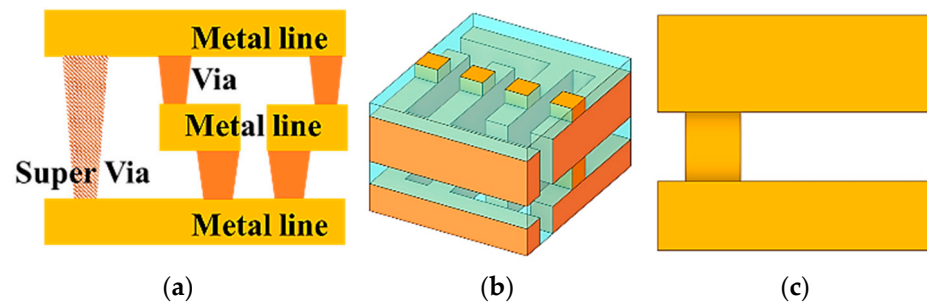 Metal line
Via
Metal line
Super Via
Metal line
(a)
(b)
(c)